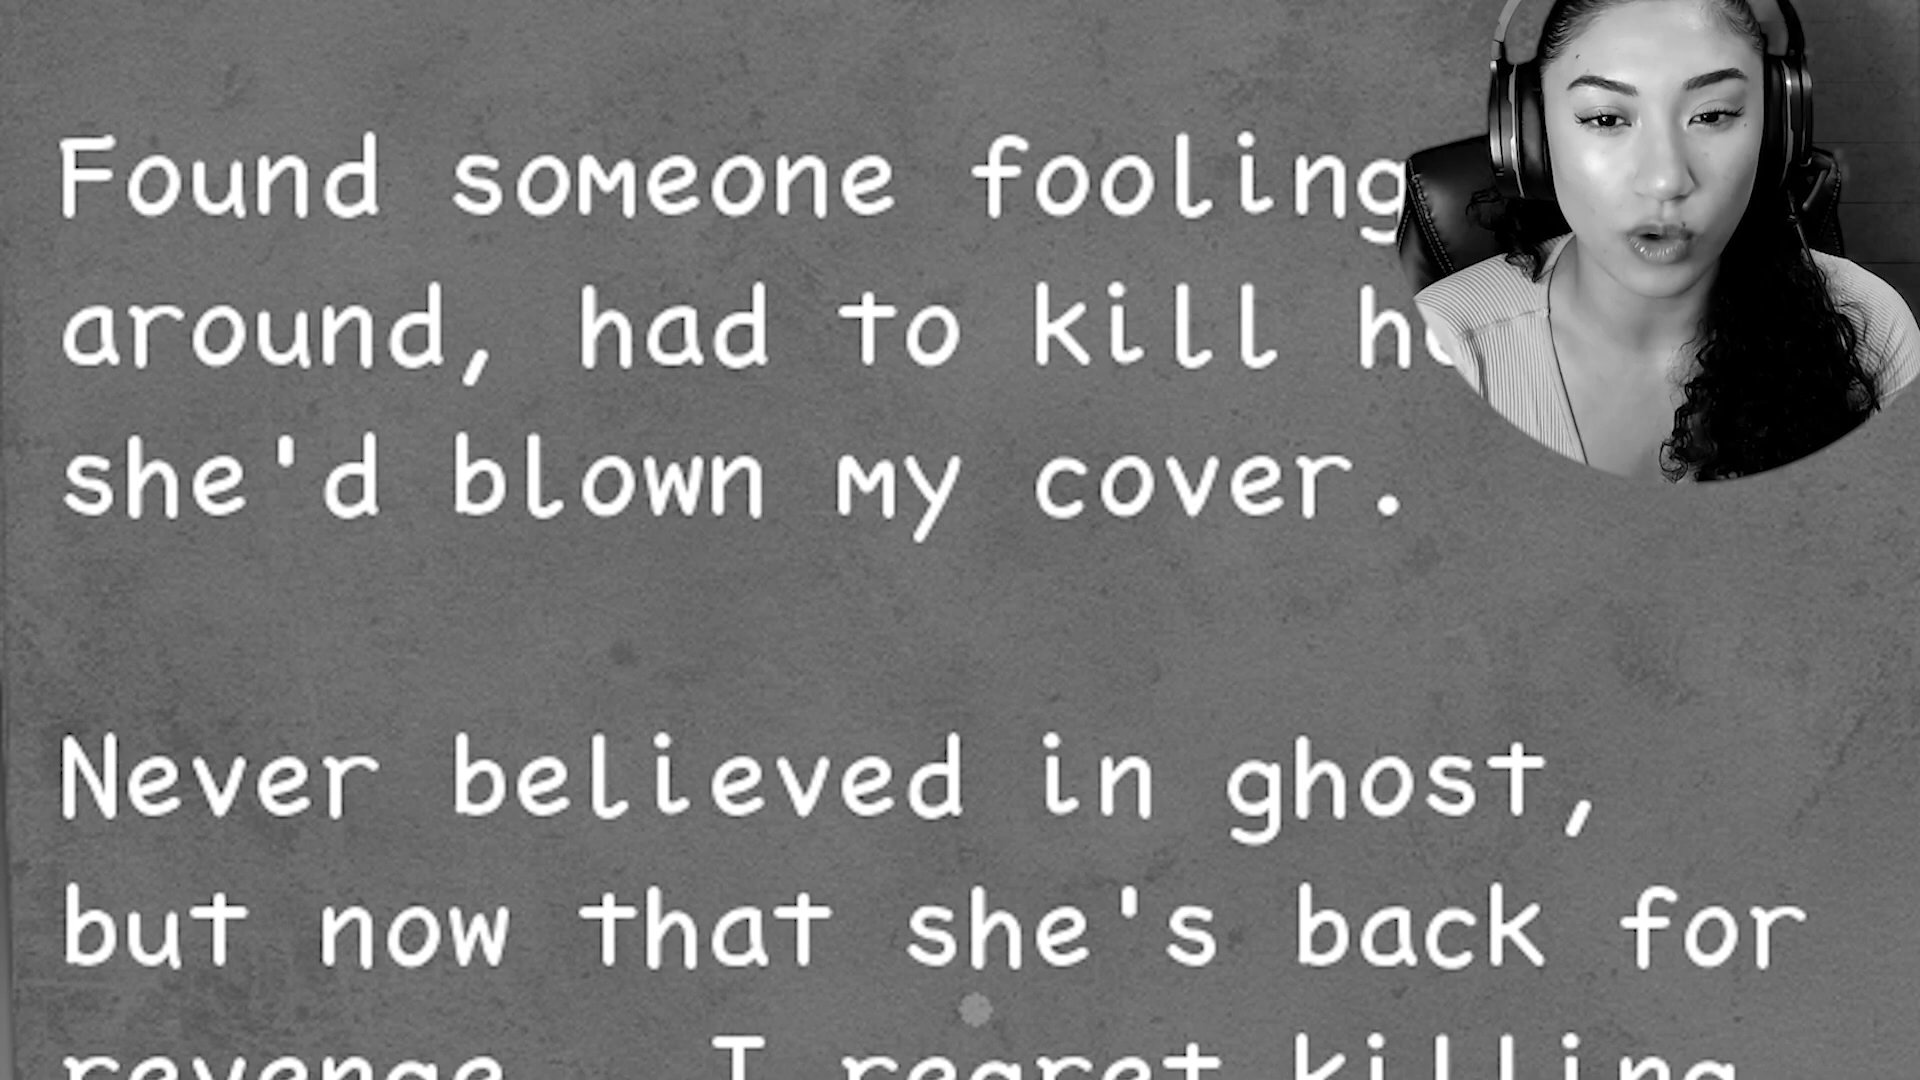 Found someone fooling
around, had to kill
she'd blown my cover.
Never believed in ghost,
but now that she's back for
revenge I regret killing